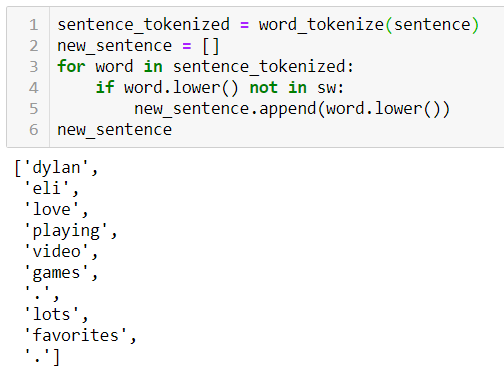 1 sentence_tokenized = word_tokenize(sentence)
2 new_sentence = []
3 for word in sentence_tokenized:
4     if word.lower() not in sw:
5         new_sentence.append(word.lower())
6 new_sentence
['dylan',
 'eli',
 'love',
 'playing',
 'video',
 'games',
 '.',
 'lots',
 'favorites',
 '.']